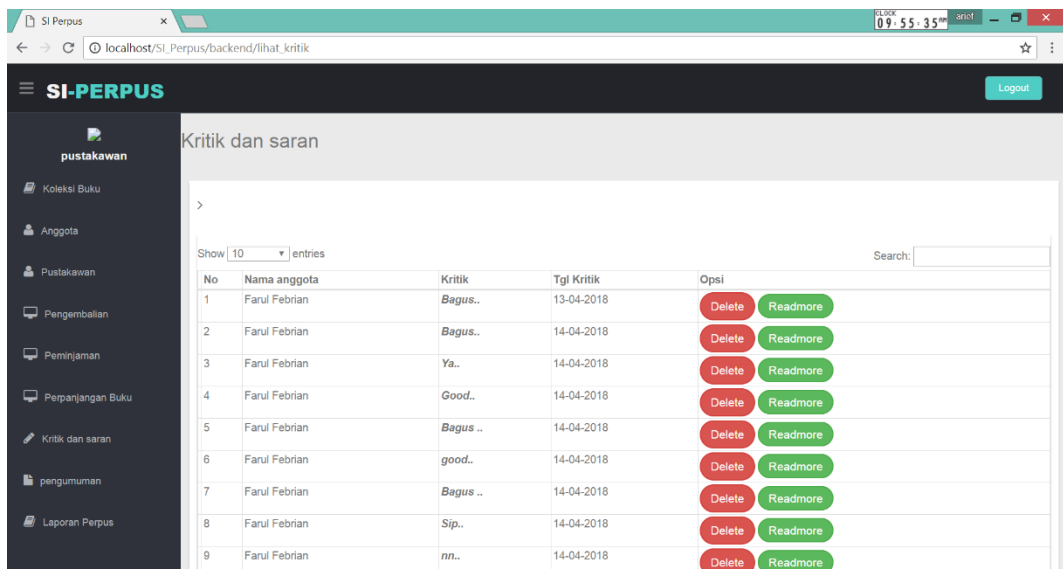 SI Perpus
CLOCK
09:55:35 AM
arief
localhost/SI_Perpus/backend/lihat_kritik
SI-PERPUS
Logout
pustakawan
Koleksi Buku
Anggota
Pustakawan
Pengembalian
Peminjaman
Perpanjangan Buku
Kritik dan saran
pengumuman
Laporan Perpus
Kritik dan saran
>
Show 10 entries
Search:
No Nama anggota Kritik Tgl Kritik Opsi
1 Farul Febrian Bagus.. 13-04-2018 Delete Readmore
2 Farul Febrian Bagus.. 14-04-2018 Delete Readmore
3 Farul Febrian Ya.. 14-04-2018 Delete Readmore
4 Farul Febrian Good.. 14-04-2018 Delete Readmore
5 Farul Febrian Bagus .. 14-04-2018 Delete Readmore
6 Farul Febrian good.. 14-04-2018 Delete Readmore
7 Farul Febrian Bagus .. 14-04-2018 Delete Readmore
8 Farul Febrian Sip.. 14-04-2018 Delete Readmore
9 Farul Febrian nn.. 14-04-2018 Delete Readmore